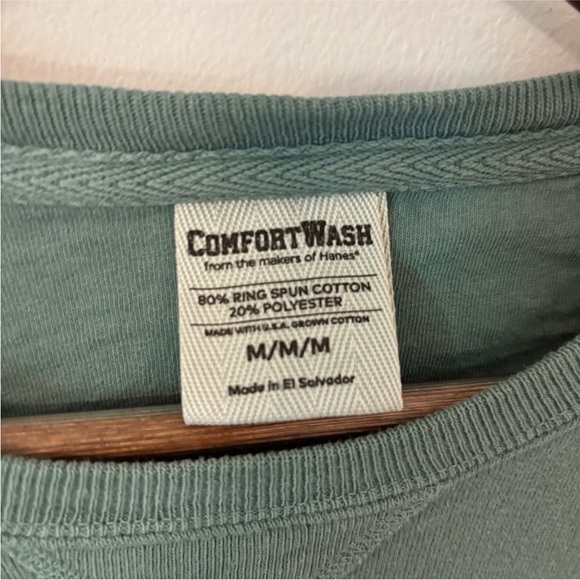 COMFORTWASH
from the makers of Hanes®
80% RING SPUN COTTON
20% POLYESTER
MADE WITH U.S.A. GROWN COTTON
M/M/M
Made in El Salvador